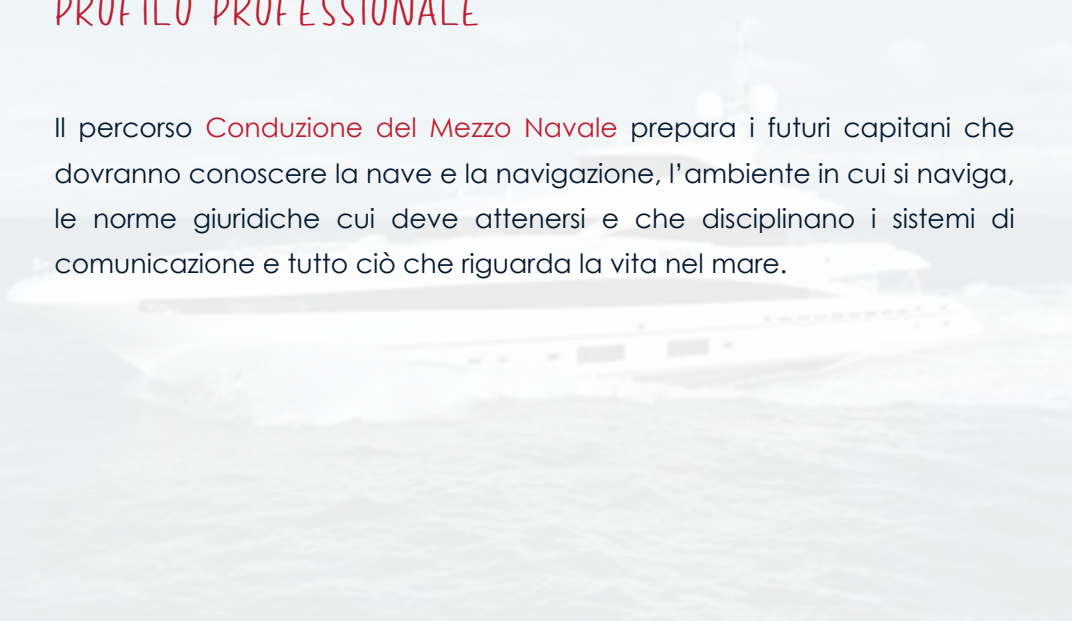 PROFILO PROFESSIONALE
Il percorso Conduzione del Mezzo Navale prepara i futuri capitani che
dovranno conoscere la nave e la navigazione, l’ambiente in cui si naviga,
le norme giuridiche cui deve attenersi e che disciplinano i sistemi di
comunicazione e tutto ciò che riguarda la vita nel mare.